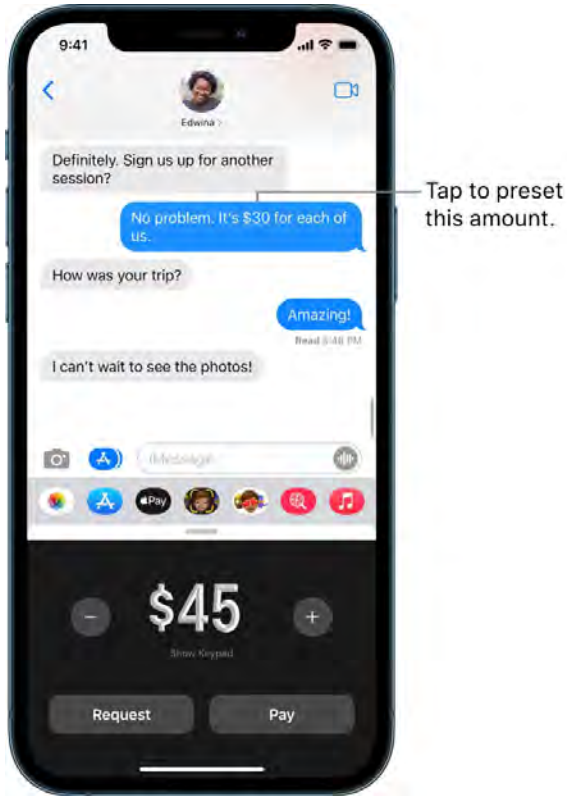 9:41
Edwina
Definitely. Sign us up for another
session?
Tap to preset
this amount.
No problem. It's $30 for each of
us.
How was your trip?
Amazing!
Read 8:48 PM
I can't wait to see the photos!
iMessage
Pay
$45
Show Keypad
Request
Pay